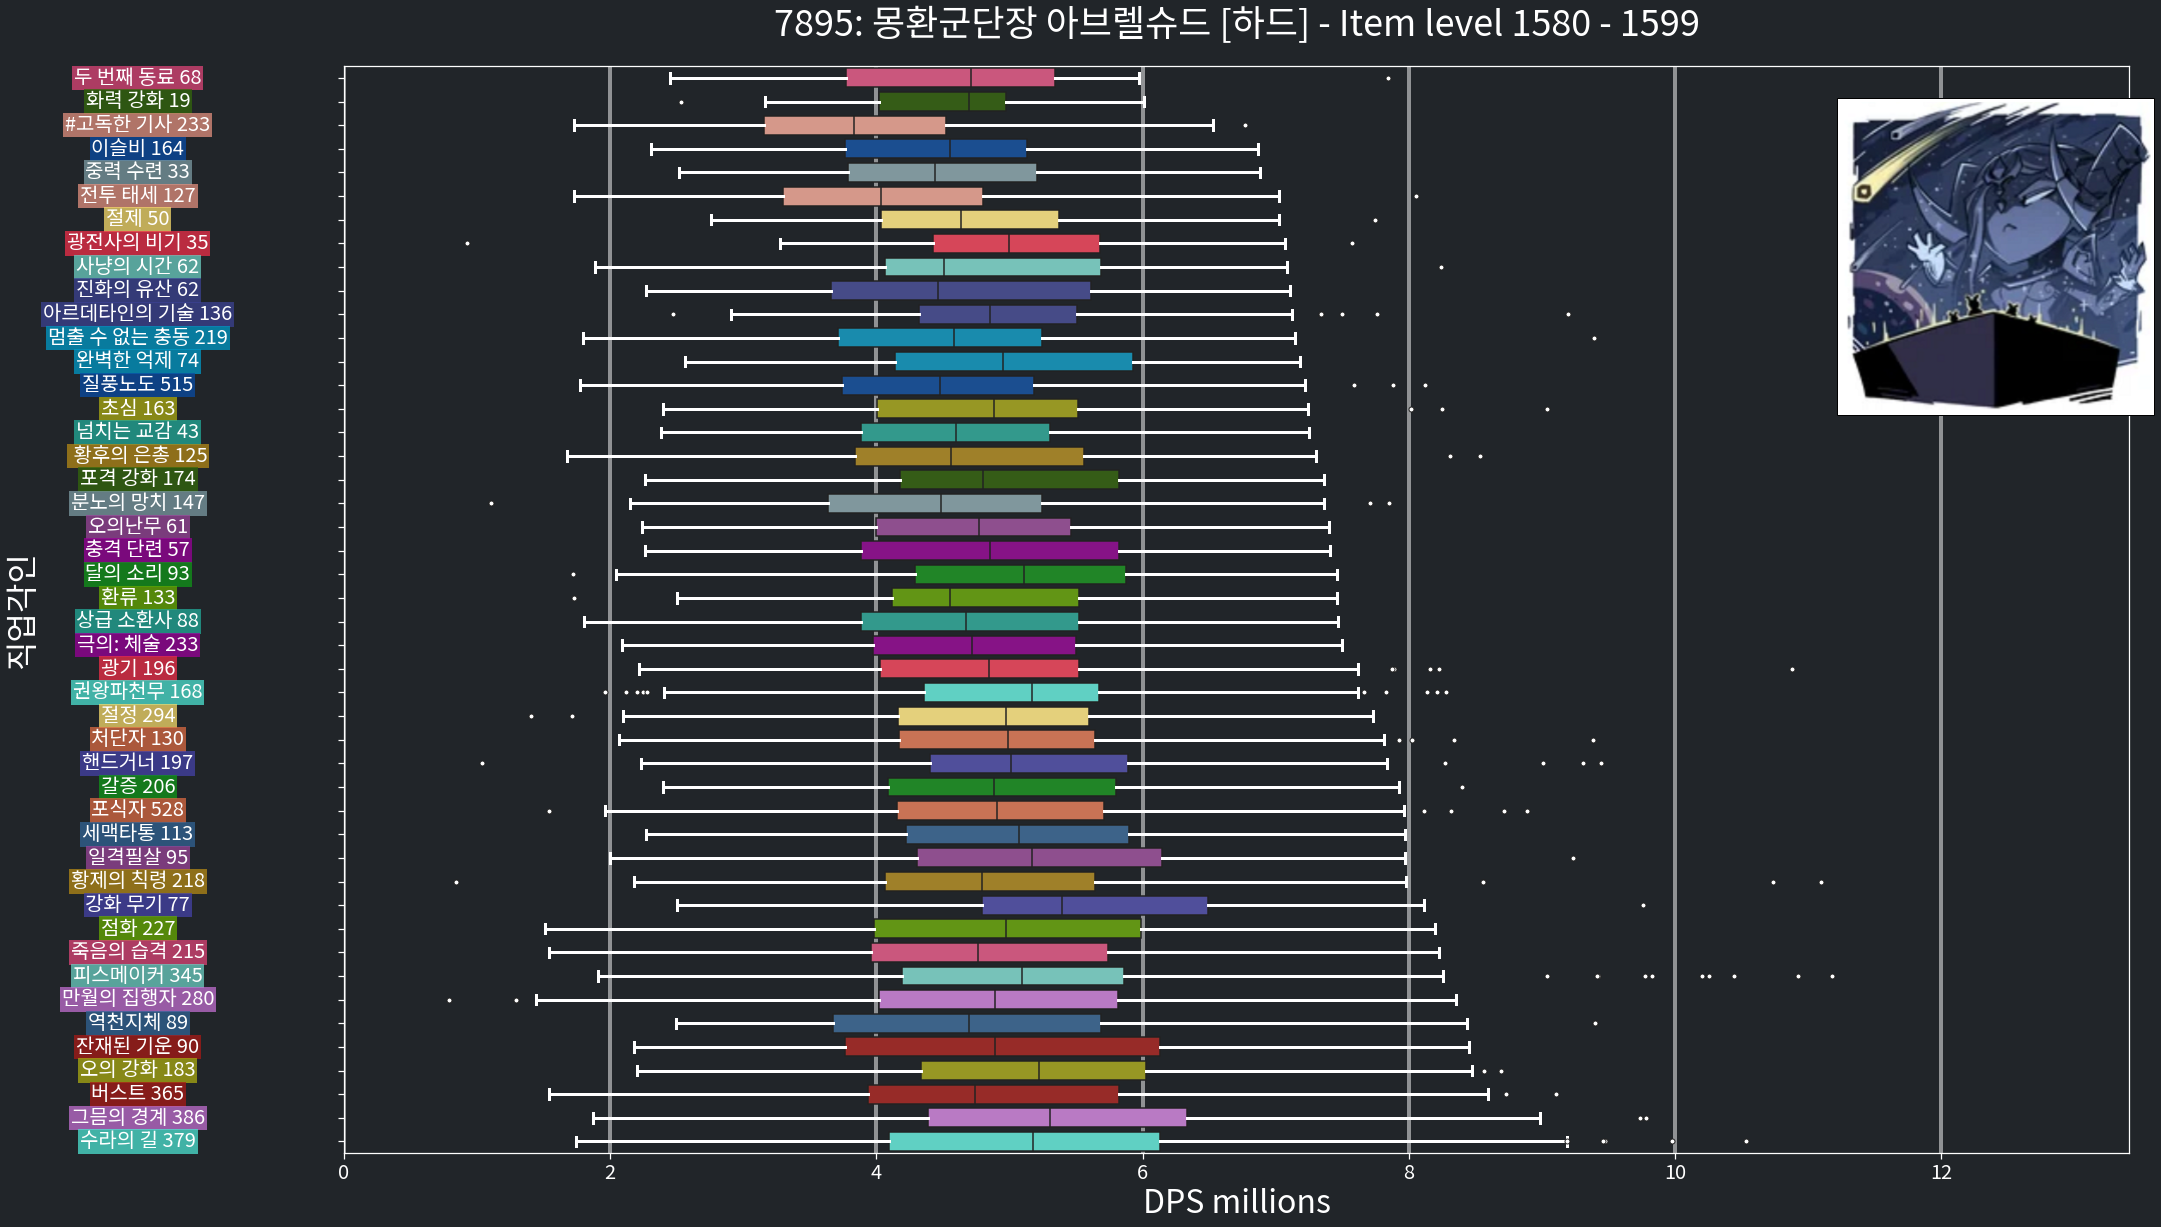 7895: 몽환군단장 아브렐슈드 [하드] - Item level 1580 - 1599
직업각인
두 번째 동료 68
화력 강화 19
#고독한 기사 233
이슬비 164
중력 수련 33
전투 태세 127
절제 50
광전사의 비기 35
사냥의 시간 62
진화의 유산 62
아르데타인의 기술 136
멈출 수 없는 충동 219
완벽한 억제 74
질풍노도 515
초심 163
넘치는 교감 43
황후의 은총 125
포격 강화 174
분노의 망치 147
오의난무 61
충격 단련 57
달의 소리 93
환류 133
상급 소환사 88
극의: 체술 233
광기 196
권왕파천무 168
절정 294
처단자 130
핸드거너 197
갈증 206
포식자 528
세맥타통 113
일격필살 95
황제의 칙령 218
강화 무기 77
점화 227
죽음의 습격 215
피스메이커 345
만월의 집행자 280
역천지체 89
잔재된 기운 90
오의 강화 183
버스트 365
그믐의 경계 386
수라의 길 379
0 2 4 6 8 10 12
DPS millions